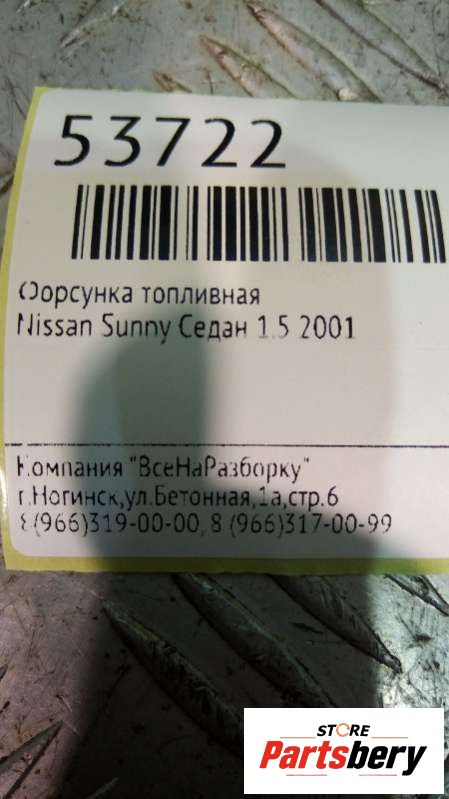 53722
Форсунка топливная
Nissan Sunny Седан 1.5 2001
Компания "ВсеНаРазборку"
г.Ногинск,ул.Бетонная,1а,стр.6
8(966)319-00-00, 8 (966)317-00-99
STORE
Partsbery